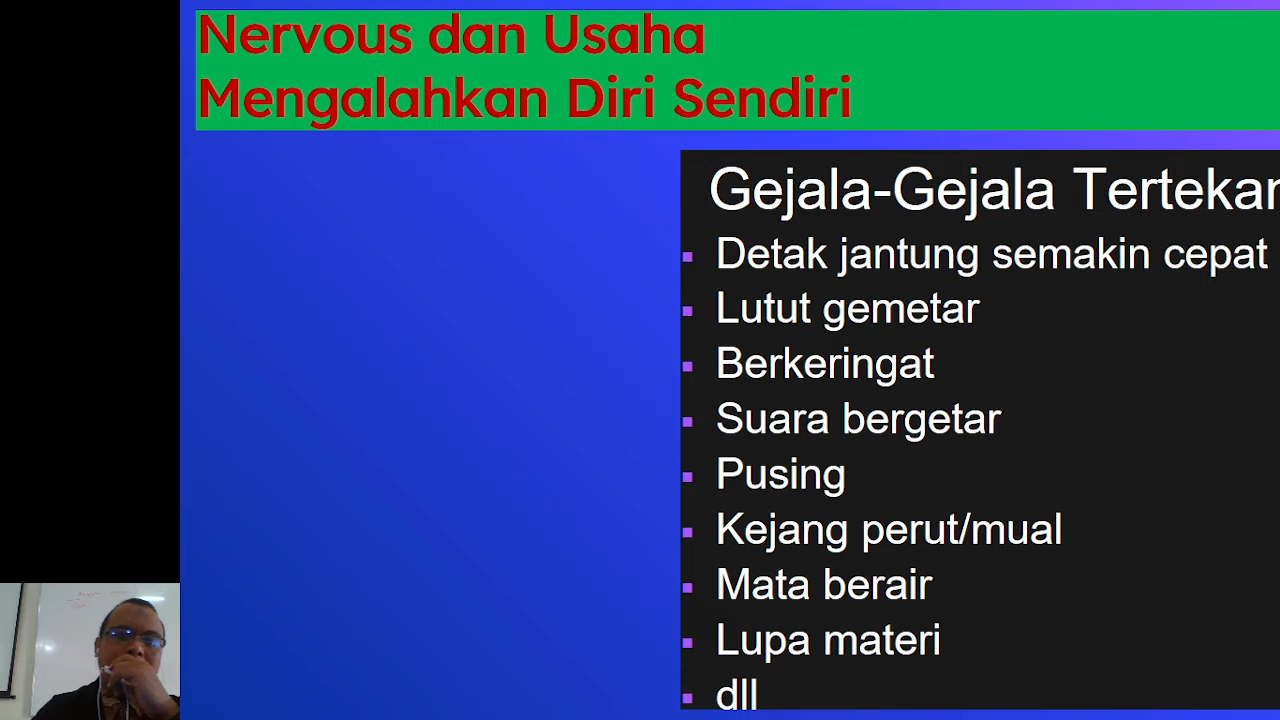 Nervous dan Usaha
Mengalahkan Diri Sendiri
Gejala-Gejala
Detak jantung semakin cepat
Lutut gemetar
Berkeringat
Suara bergetar
Pusing
Kejang perut/mual
Mata berair
Lupa materi
dll